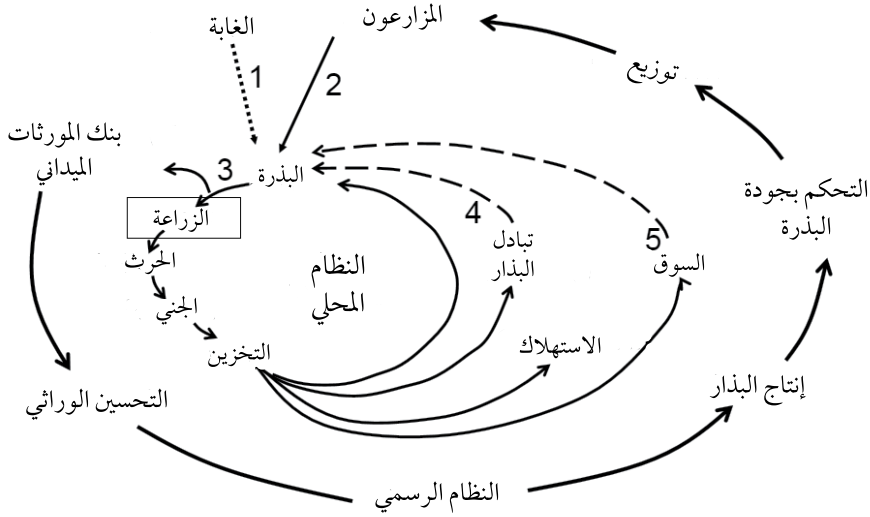 المزارعون
الغابة
توزيع
1
2
بنك المورثات
الميداني
3
البذرة
التحكم بجودة
البذرة
الزراعة
4
تبادل
البذار
5
السوق
الحرث
النظام
المحلي
الجني
التخزين
الاستهلاك
إنتاج البذار
التحسين الوراثي
النظام الرسمي